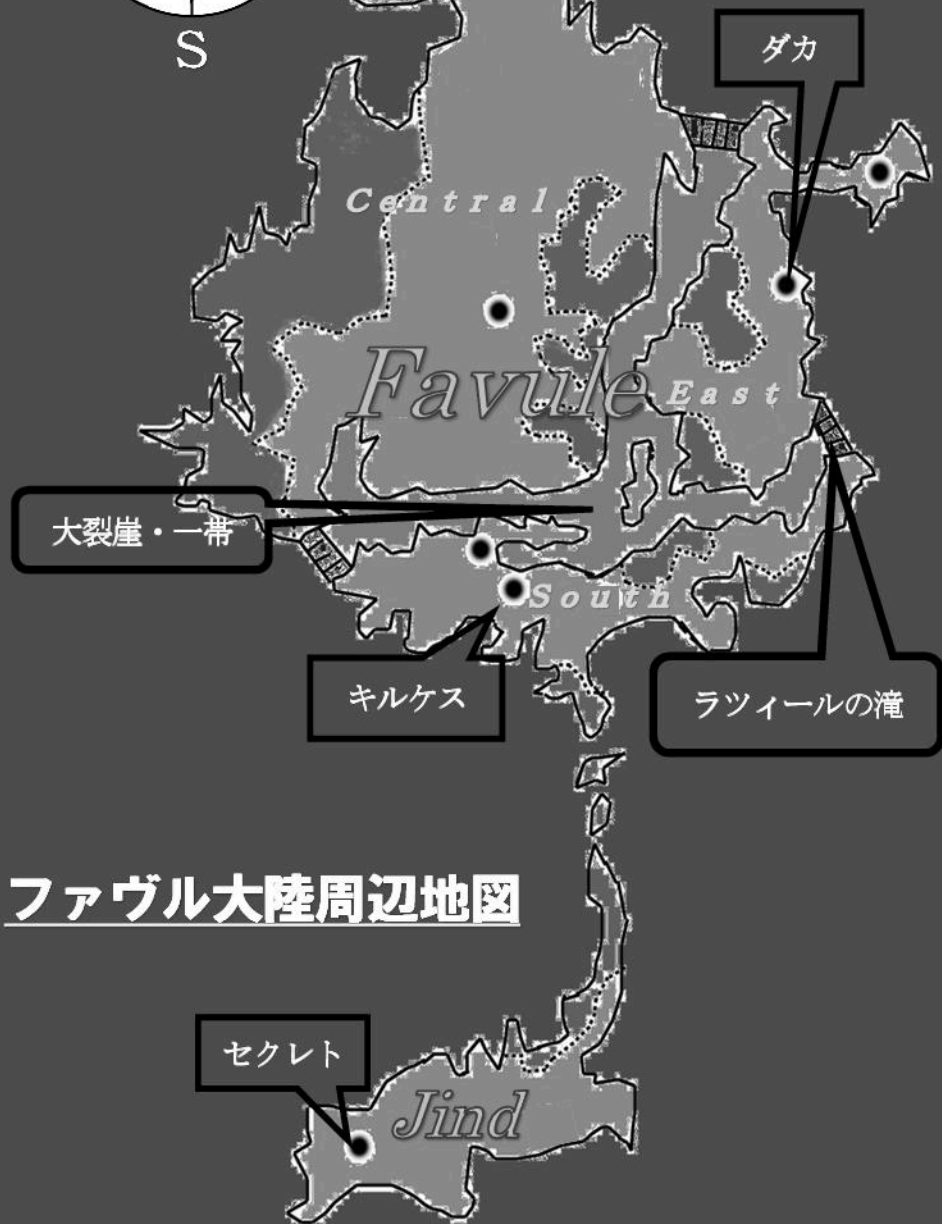 S
ダカ
Central
Favule
East
大裂崖・一帯
South
キルケス
ラツィールの滝
ファヴル大陸周辺地図
セクレト
Jind